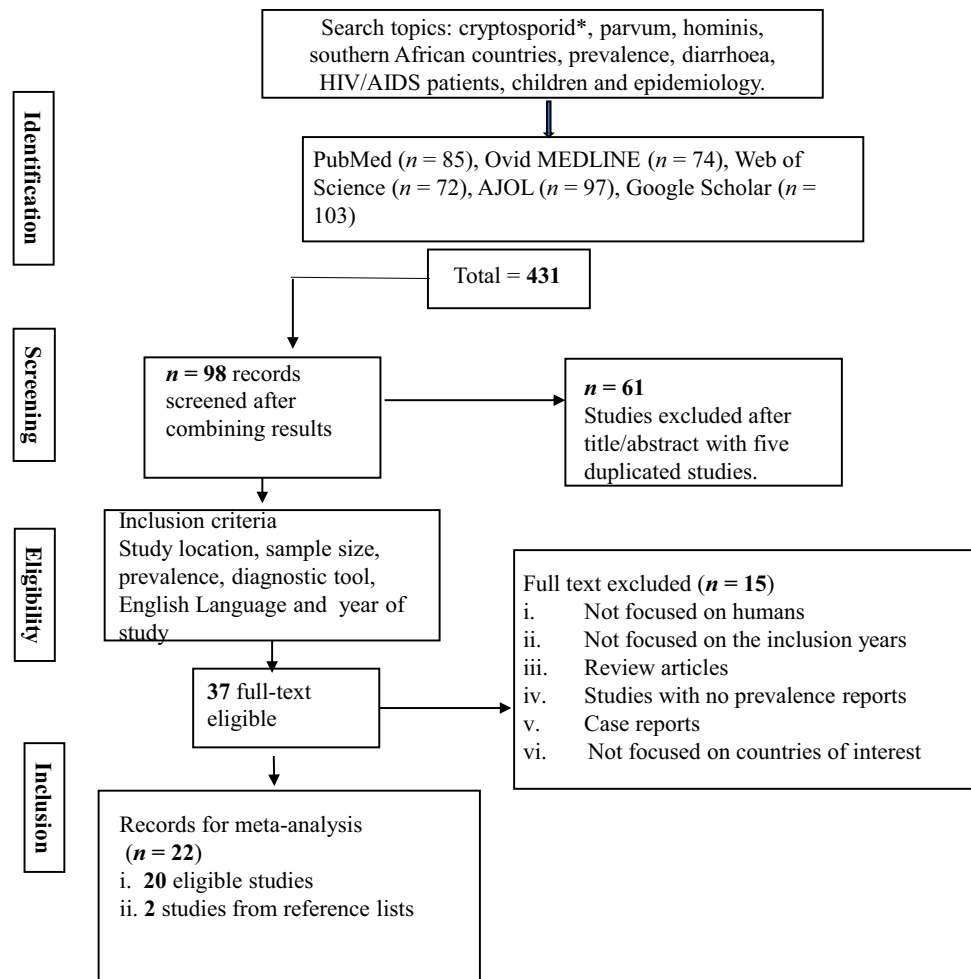 Search topics: cryptosporid*, parvum, hominis,
southern African countries, prevalence, diarrhoea,
HIV/AIDS patients, children and epidemiology.
Identification
PubMed (n = 85), Ovid MEDLINE (n = 74), Web
of Science (n = 72), AJOL (n = 97), Google Scholar (n =
103)
Total = 431
Screening
n = 98 records
screened after
combining results
n = 61
Studies excluded after
title/abstract with five
duplicated studies.
Eligibility
Inclusion criteria
Study location, sample size,
prevalence, diagnostic tool,
English Language and year of
study
Full text excluded (n = 15)
i. Not focused on humans
ii. Not focused on the inclusion years
iii. Review articles
iv. Studies with no prevalence reports
v. Case reports
vi. Not focused on countries of interest
37 full-text
eligible
Inclusion
Records for meta-analysis
(n = 22)
i. 20 eligible studies
ii. 2 studies from reference lists